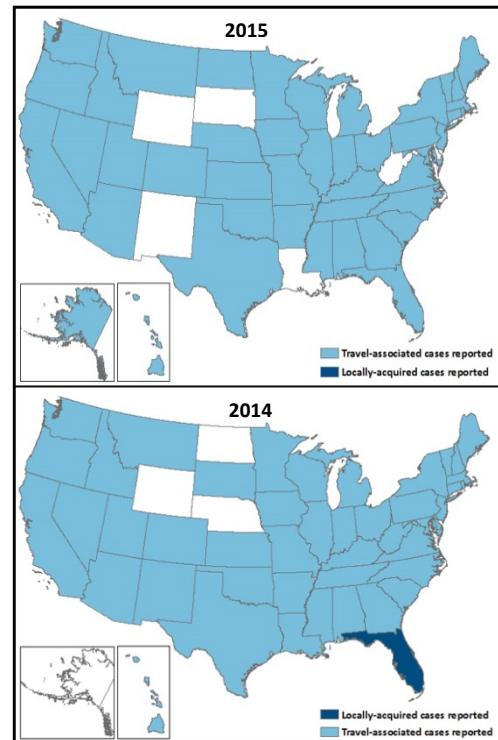 2015
Travel-associated cases reported
Locally-acquired cases reported
2014
Locally-acquired cases reported
Travel-associated cases reported